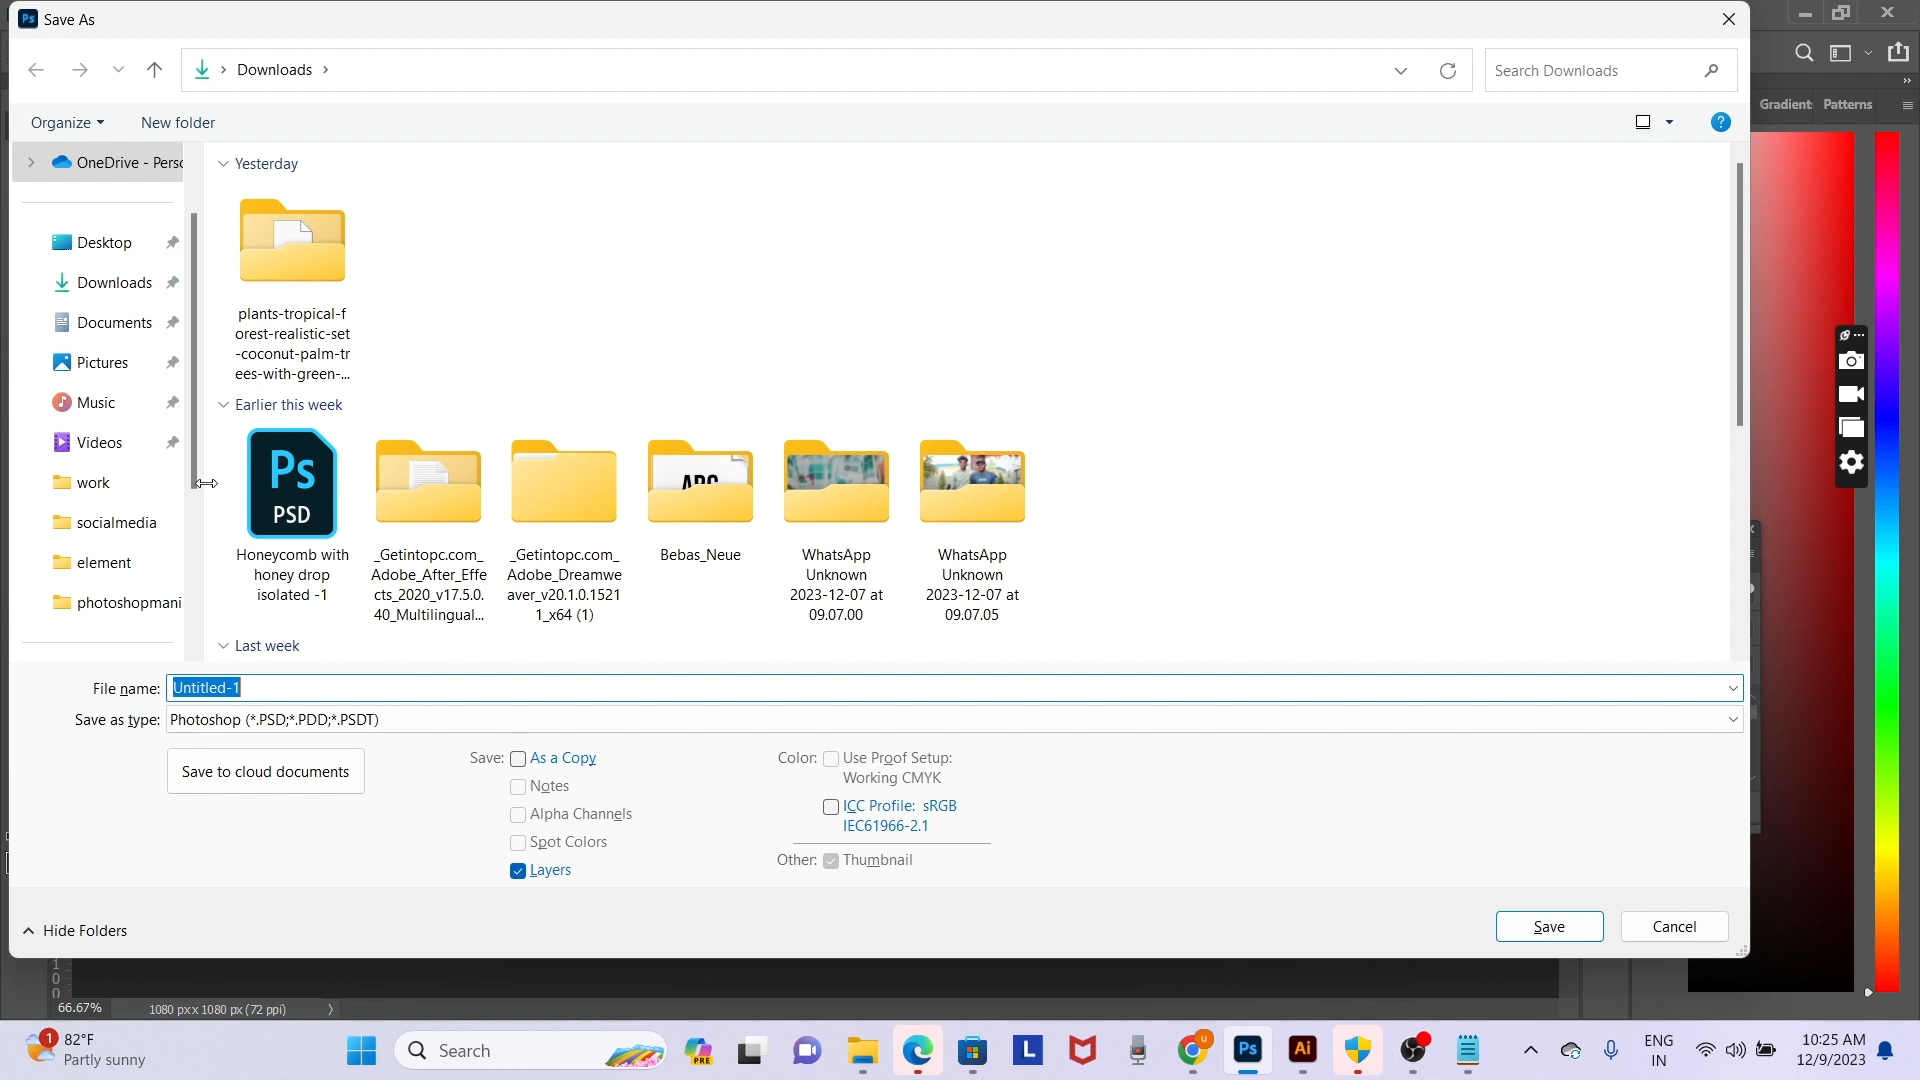 Ps Save As
Downloads
Search Downloads
Organize
New folder
Gradient Patterns
OneDrive - Perso
Desktop
Downloads
Documents
Pictures
Music
Videos
work
socialmedia
element
photoshopmani
Yesterday
plants-tropical-f
orest-realistic-set
-coconut-palm-tr
ees-with-green-...
Earlier this week
Ps
PSD
Honeycomb with
honey drop
isolated -1
_Getintopc.com_
Adobe_After_Effe
cts_2020_v17.5.0.
40_Multilingual...
_Getintopc.com_
Adobe_Dreamwe
aver_v20.1.0.1521
1_x64 (1)
Bebas_Neue
WhatsApp
Unknown
2023-12-07 at
09.07.00
WhatsApp
Unknown
2023-12-07 at
09.07.05
Last week
File name: Untitled-1
Save as type: Photoshop (*.PSD;*.PDD;*.PSDT)
Save to cloud documents
Save: As a Copy
Notes
Alpha Channels
Spot Colors
Layers
Color: Use Proof Setup:
Working CMYK
ICC Profile: sRGB
IEC61966-2.1
Other: Thumbnail
Hide Folders
Save
Cancel
1
0
0
66.67% 1080 px x 1080 px (72 ppi)
1 82°F
Partly sunny
Search
PRE
L
u
Ps
Ai
ENG
IN
10:25 AM
12/9/2023